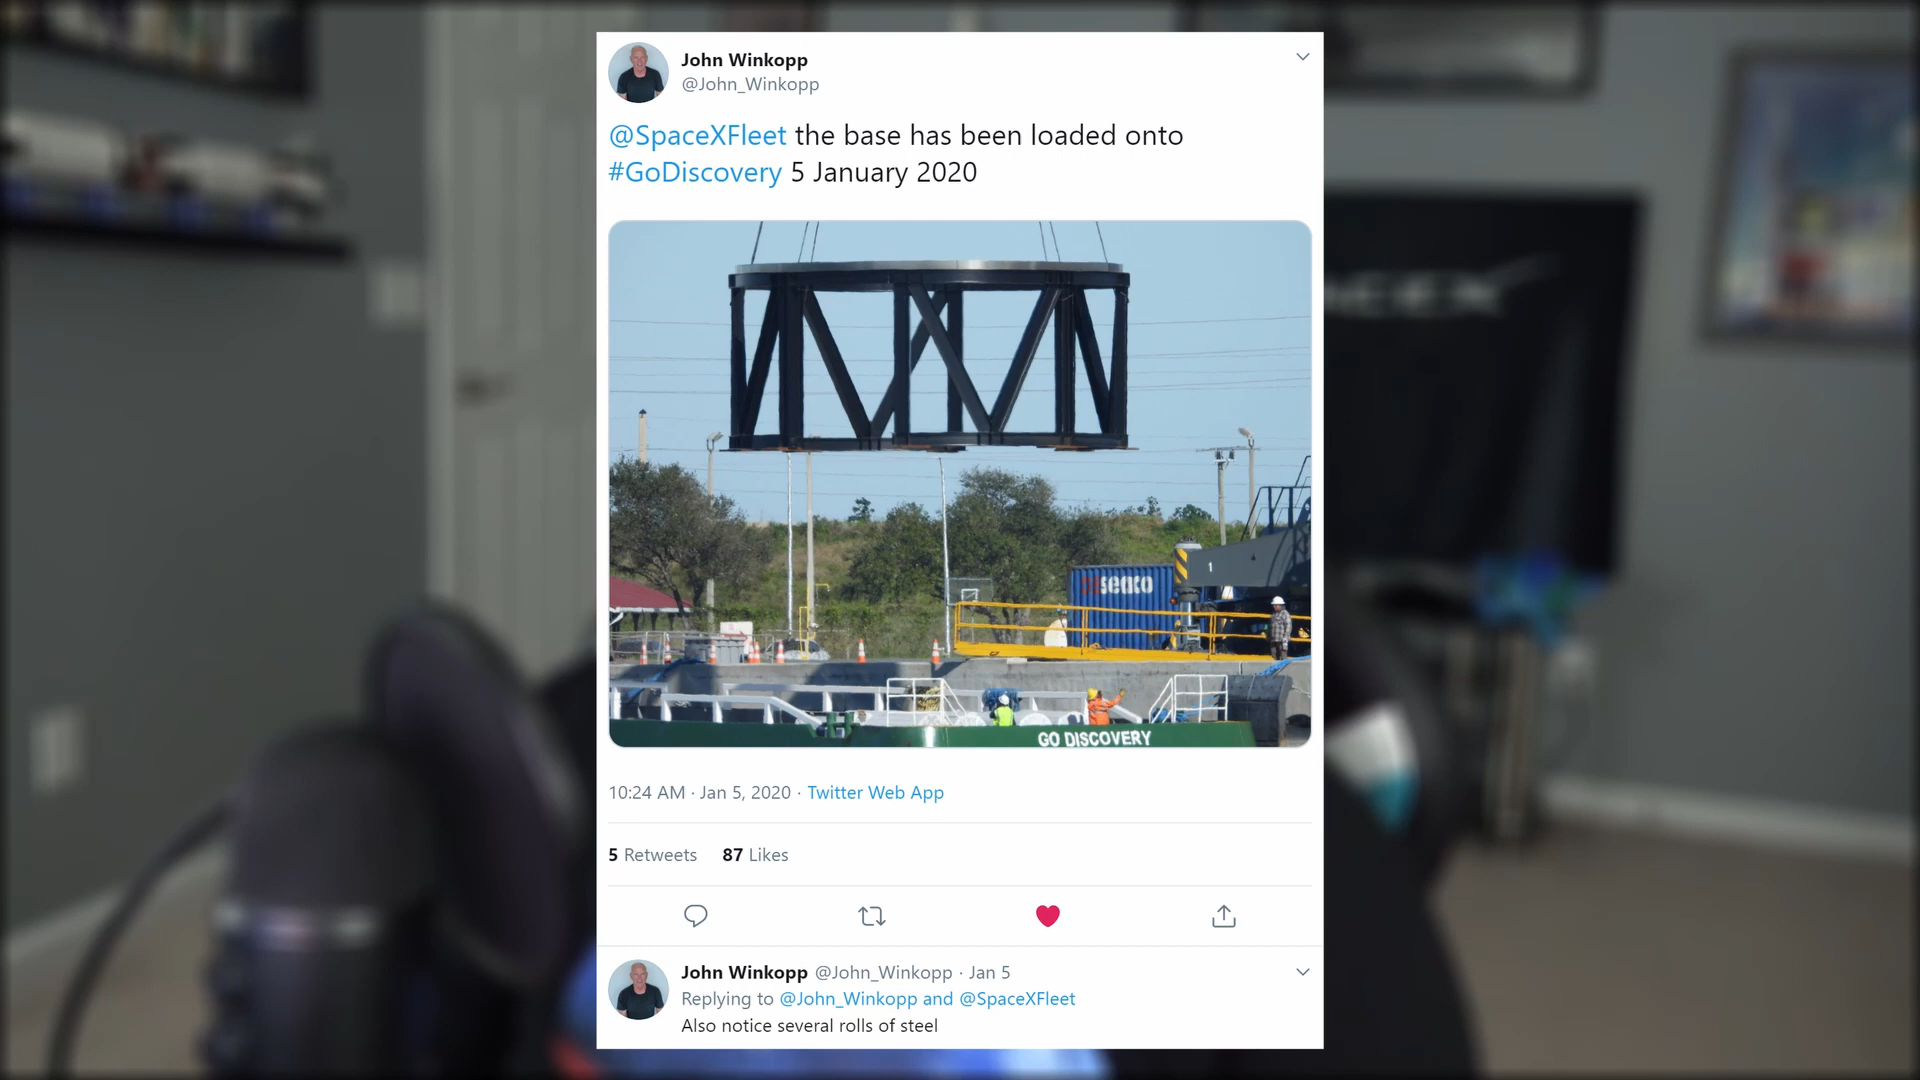 John Winkopp
@John_Winkopp
@SpaceXFleet the base has been loaded onto
#GoDiscovery 5 January 2020
1
seaco
GO DISCOVERY
10:24 AM · Jan 5, 2020 · Twitter Web App
5 Retweets 87 Likes
John Winkopp @John_Winkopp · Jan 5
Replying to @John_Winkopp and @SpaceXFleet
Also notice several rolls of steel